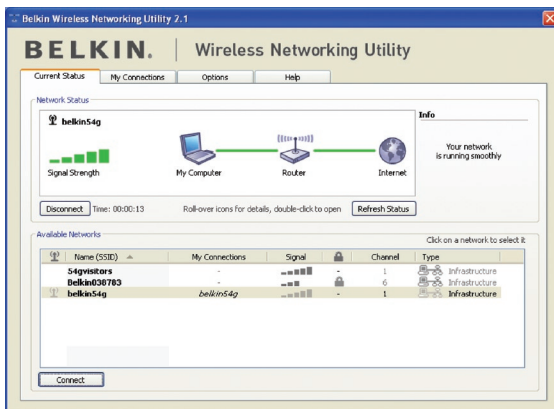 Belkin Wireless Networking Utility 2.1
BELKIN. Wireless Networking Utility
Current Status My Connections Options Help
Network Status
belkin54g
Info
Your network
is running smoothly
Signal Strength My Computer Router Internet
Disconnect Time: 00:00:13 Roll-over icons for details, double-click to open Refresh Status
Available Networks
Click on a network to select it
Name (SSID) My Connections Signal Channel Type
54gvisitors - - 1 Infrastructure
Belkin038783 - 6 Infrastructure
belkin54g belkin54g - 1 Infrastructure
Connect